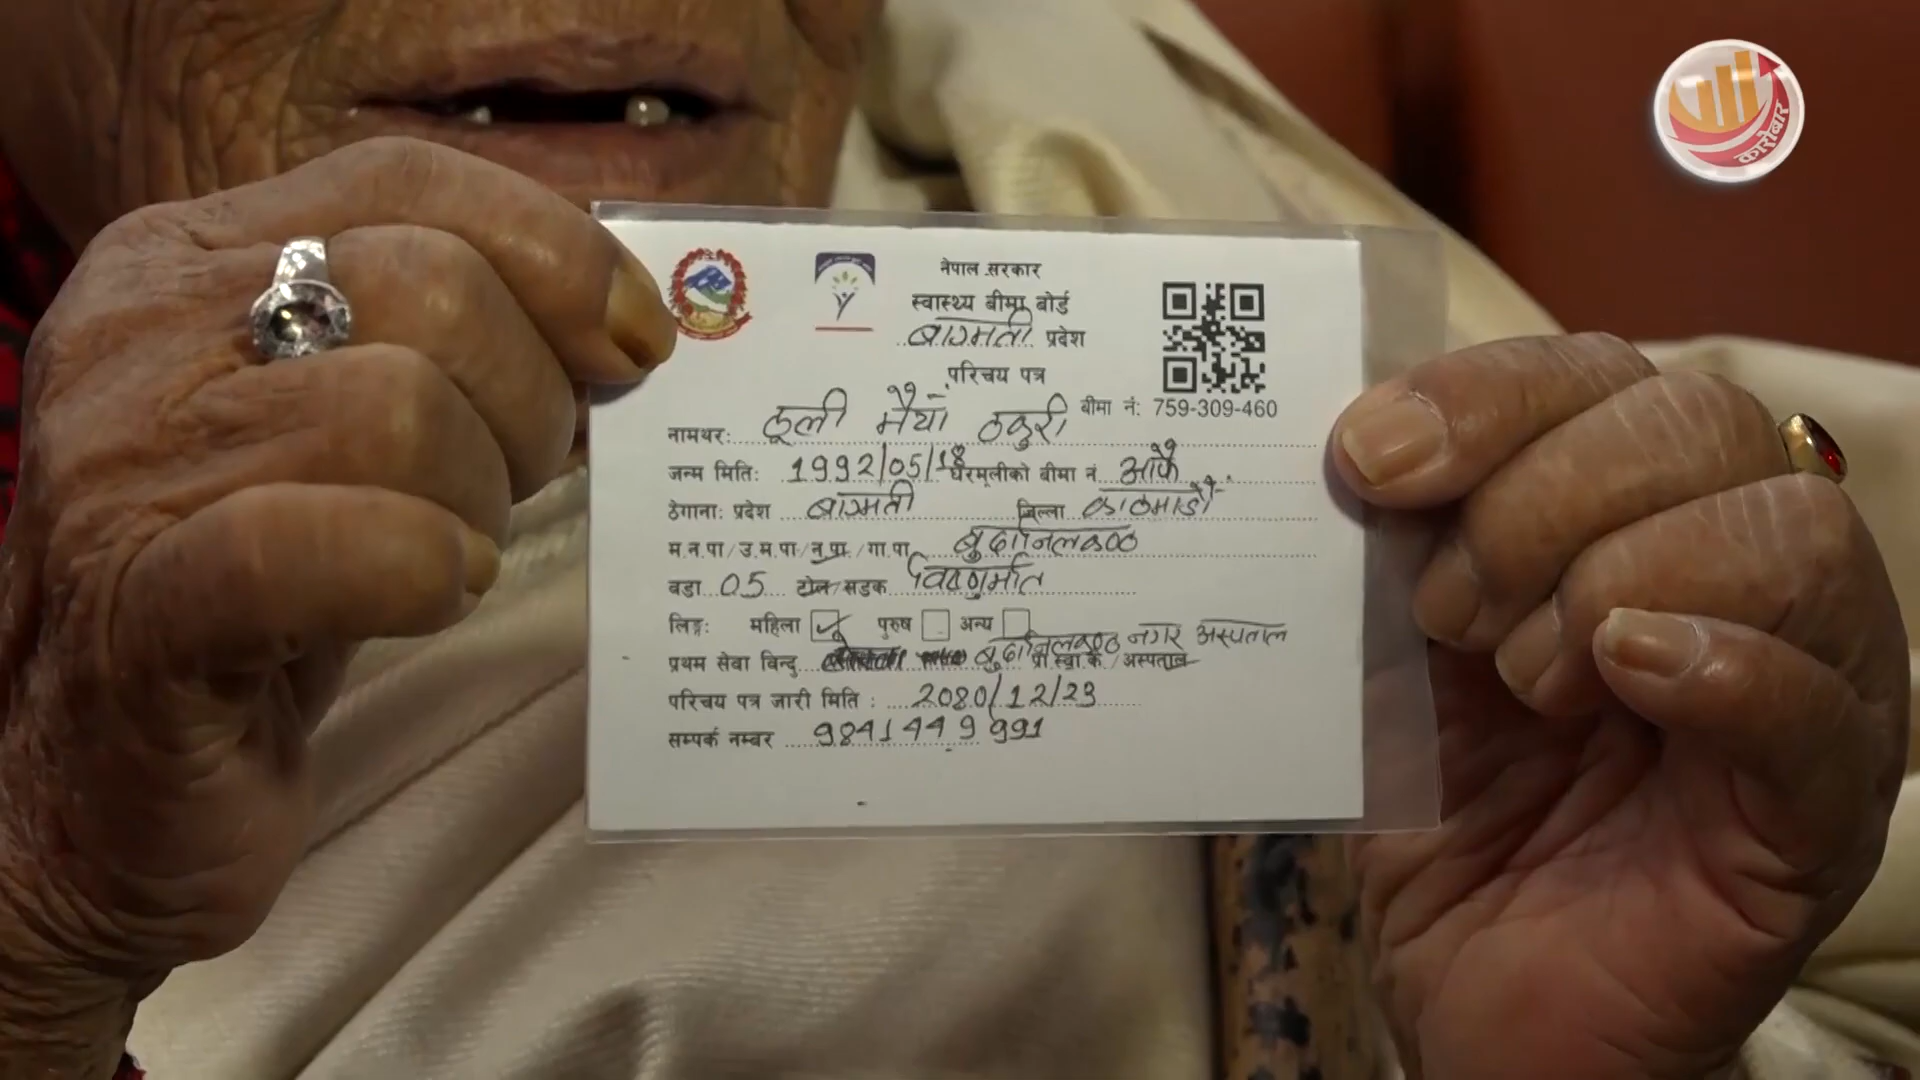 कारोबार
नेपाल सरकार
स्वास्थ्य बीमा बोर्ड
बागमती प्रदेश
परिचय पत्र
बीमा नं: 759-309-460
नामथर: ठूली मैयाँ ठकुरी
जन्म मिति: 1992/05/18 घरमूलीको बीमा नं. आफै
ठेगाना: प्रदेश बागमती जिल्ला काठमाडौं
म.न.पा/उ.म.पा/न.पा./गा.पा. बुढानिलकण्ठ
वडा 05 टोल/सडक विष्णुमति
लिङ्ग: महिला ✓ पुरुष अन्य
प्रथम सेवा विन्दु बुढानिलकण्ठ नगर अस्पताल प्रा.स्वा.के./अस्पताल
परिचय पत्र जारी मिति : 2080/12/23
सम्पर्क नम्बर